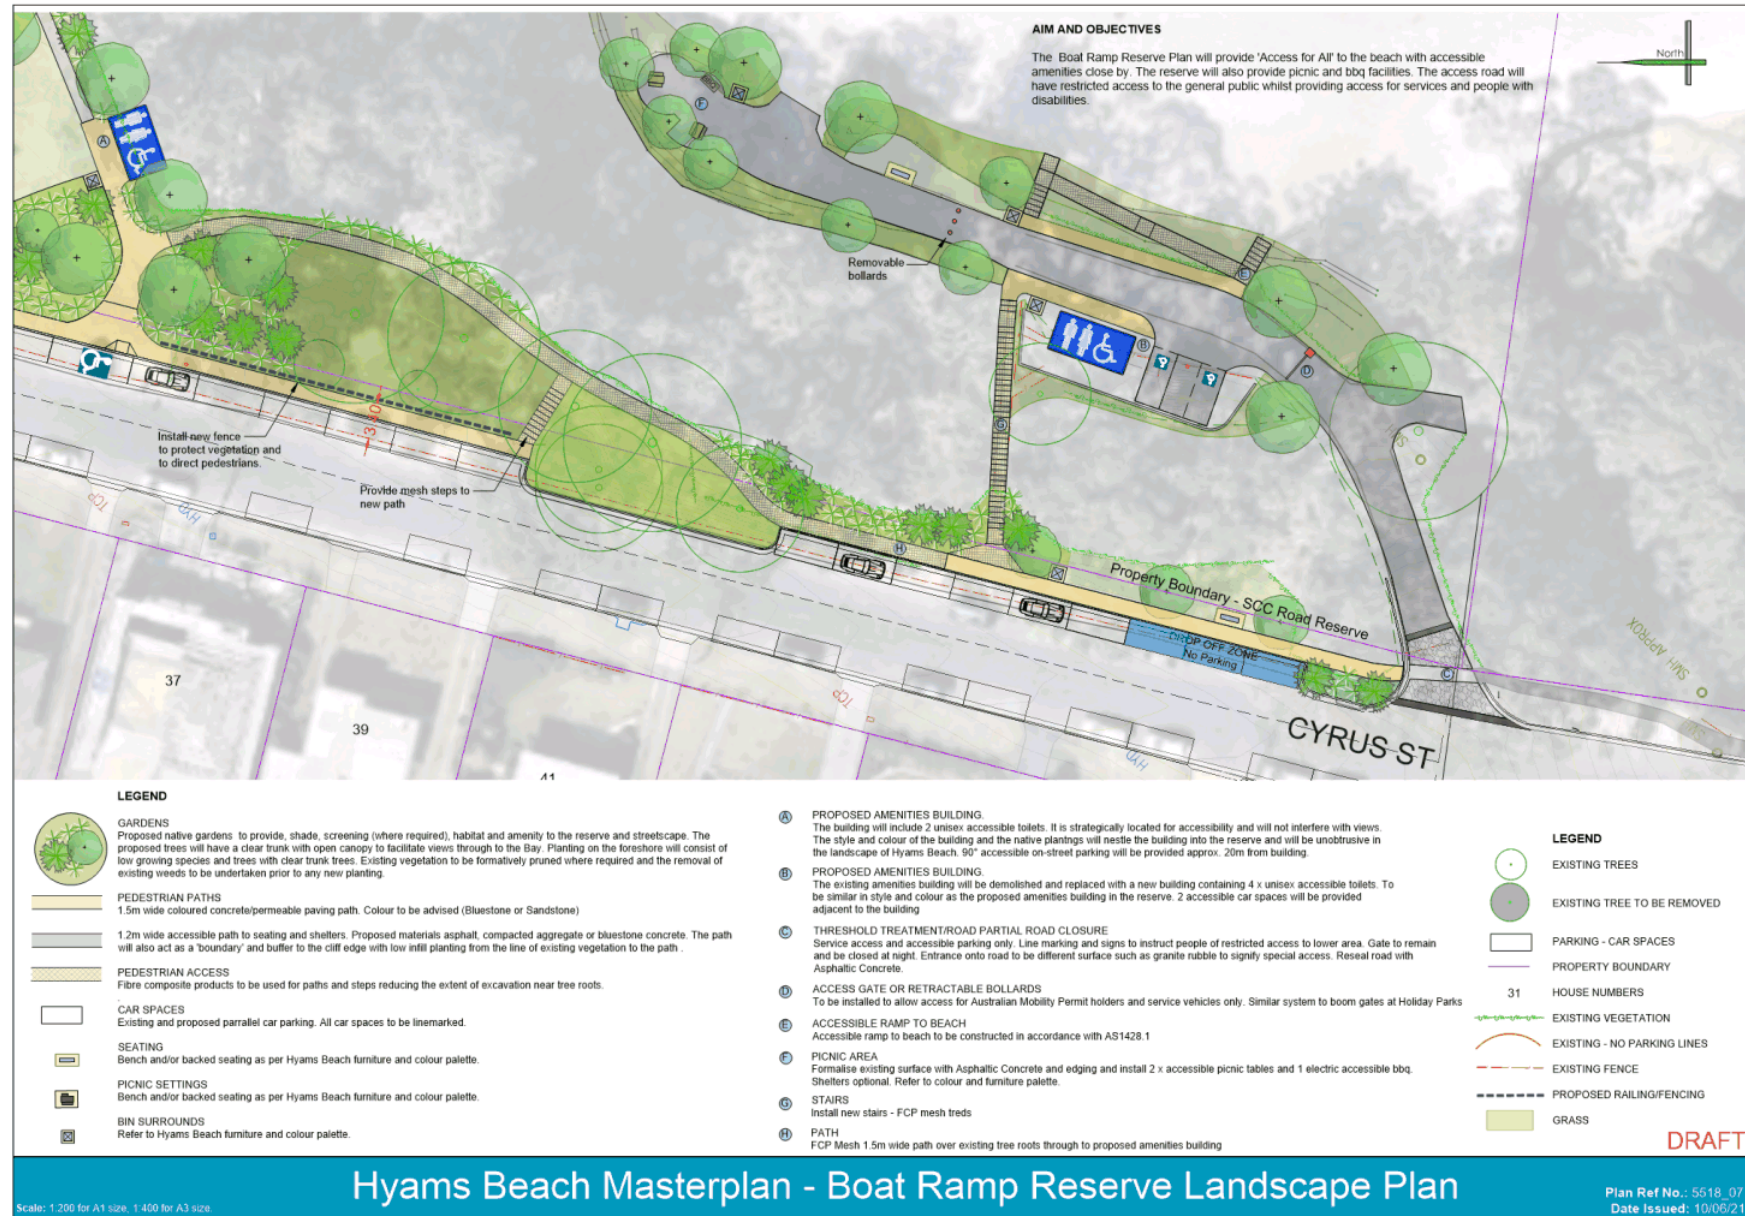 AIM AND OBJECTIVES
The Boat Ramp Reserve Plan will provide 'Access for All' to the beach with accessible
amenities close by. The reserve will also provide picnic and bbq facilities. The access road will
have restricted access to the general public whilst providing access for services and people with
disabilities.
North
A
F
Removable
bollards
E
B
D
G
Install new fence
to protect vegetation and
to direct pedestrians.
3.40
Provide mesh steps to
new path
H
Property Boundary - SCC Road Reserve
DROP OFF ZONE
No Parking
C
CYRUS ST
TCP
HYD
TCP
HYD
SMH APPROX
37
39
41
LEGEND
GARDENS
Proposed native gardens to provide, shade, screening (where required), habitat and amenity to the reserve and streetscape. The
proposed trees will have a clear trunk with open canopy to facilitate views through to the Bay. Planting on the foreshore will consist of
low growing species and trees with clear trunk trees. Existing vegetation to be formatively pruned where required and the removal of
existing weeds to be undertaken prior to any new planting.
PEDESTRIAN PATHS
1.5m wide coloured concrete/permeable paving path. Colour to be advised (Bluestone or Sandstone)
1.2m wide accessible path to seating and shelters. Proposed materials asphalt, compacted aggregate or bluestone concrete. The path
will also act as a 'boundary' and buffer to the cliff edge with low infill planting from the line of existing vegetation to the path .
PEDESTRIAN ACCESS
Fibre composite products to be used for paths and steps reducing the extent of excavation near tree roots.
CAR SPACES
Existing and proposed parrallel car parking. All car spaces to be linemarked.
SEATING
Bench and/or backed seating as per Hyams Beach furniture and colour palette.
PICNIC SETTINGS
Bench and/or backed seating as per Hyams Beach furniture and colour palette.
BIN SURROUNDS
Refer to Hyams Beach furniture and colour palette.
A PROPOSED AMENITIES BUILDING.
The building will include 2 unisex accessible toilets. It is strategically located for accessibility and will not interfere with views.
The style and colour of the building and the native plantngs will nestle the building into the reserve and will be unobtrusive in
the landscape of Hyams Beach. 90° accessible on-street parking will be provided approx. 20m from building.
B PROPOSED AMENITIES BUILDING.
The existing amenities building will be demolished and replaced with a new building containing 4 x unisex accessible toilets. To
be similar in style and colour as the proposed amenities building in the reserve. 2 accessible car spaces will be provided
adjacent to the building
C THRESHOLD TREATMENT/ROAD PARTIAL ROAD CLOSURE
Service access and accessible parking only. Line marking and signs to instruct people of restricted access to lower area. Gate to remain
and be closed at night. Entrance onto road to be different surface such as granite rubble to signify special access. Reseal road with
Asphaltic Concrete.
D ACCESS GATE OR RETRACTABLE BOLLARDS
To be installed to allow access for Australian Mobility Permit holders and service vehicles only. Similar system to boom gates at Holiday Parks
E ACCESSIBLE RAMP TO BEACH
Accessible ramp to beach to be constructed in accordance with AS1428.1
F PICNIC AREA
Formalise existing surface with Asphaltic Concrete and edging and install 2 x accessible picnic tables and 1 electric accessible bbq.
Shelters optional. Refer to colour and furniture palette.
G STAIRS
Install new stairs - FCP mesh treds
H PATH
FCP Mesh 1.5m wide path over existing tree roots through to proposed amenities building
LEGEND
EXISTING TREES
EXISTING TREE TO BE REMOVED
PARKING - CAR SPACES
PROPERTY BOUNDARY
31 HOUSE NUMBERS
EXISTING VEGETATION
EXISTING - NO PARKING LINES
EXISTING FENCE
PROPOSED RAILING/FENCING
GRASS
DRAFT
Hyams Beach Masterplan - Boat Ramp Reserve Landscape Plan
Scale: 1:200 for A1 size, 1:400 for A3 size.
Plan Ref No.: 5518_07
Date Issued: 10/06/21